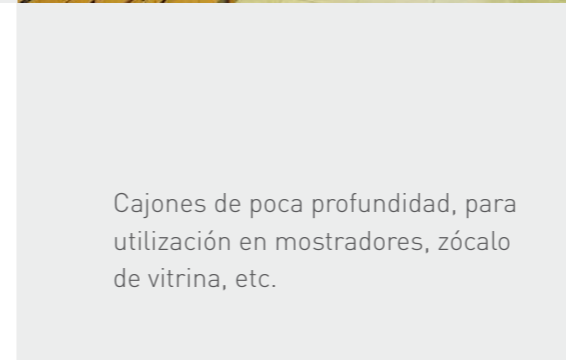 Cajones de poca profundidad, para
utilización en mostradores, zócalo
de vitrina, etc.